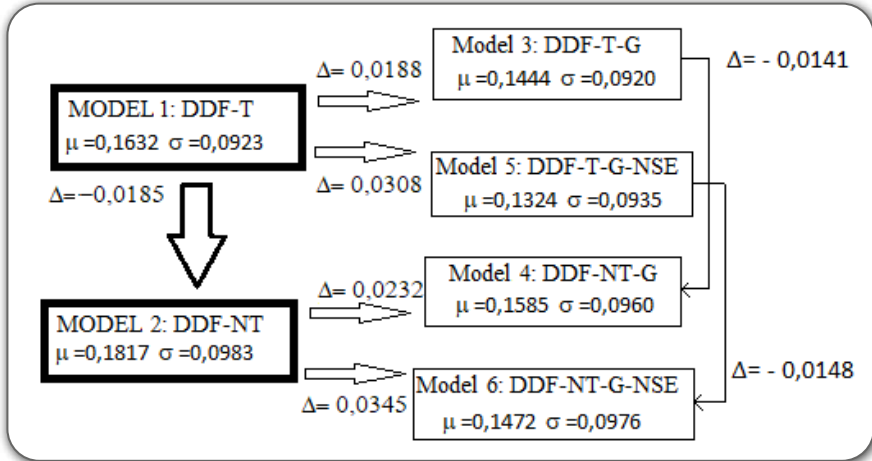 Model 3: DDF-T-G
μ =0,1444 σ =0,0920
Δ= 0,0188
Δ= - 0,0141
MODEL 1: DDF-T
μ =0,1632 σ =0,0923
Model 5: DDF-T-G-NSE
μ =0,1324 σ =0,0935
Δ= 0,0308
Δ=−0,0185
Model 4: DDF-NT-G
μ =0,1585 σ =0,0960
Δ= 0,0232
MODEL 2: DDF-NT
μ =0,1817 σ =0,0983
Model 6: DDF-NT-G-NSE
μ =0,1472 σ =0,0976
Δ= 0,0345
Δ= - 0,0148